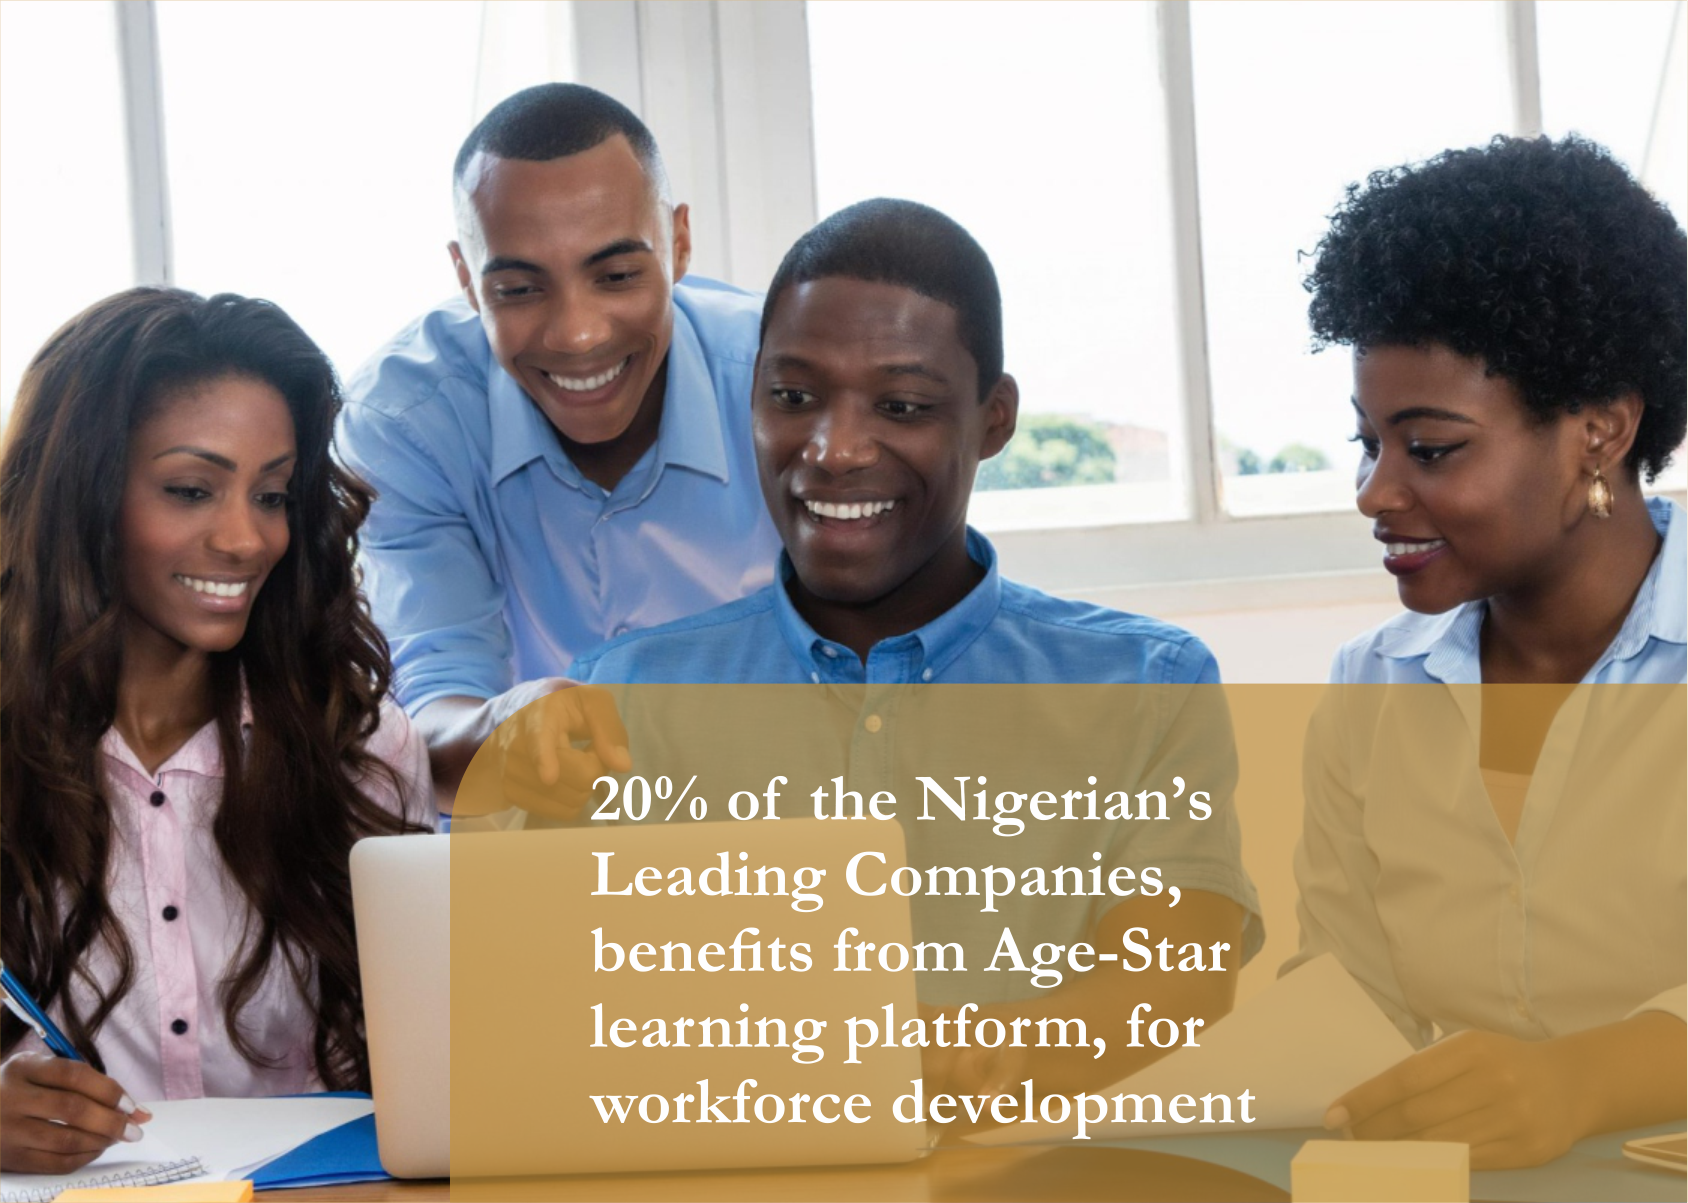 20% of the Nigerian’s
Leading Companies,
benefits from Age-Star
learning platform, for
workforce development